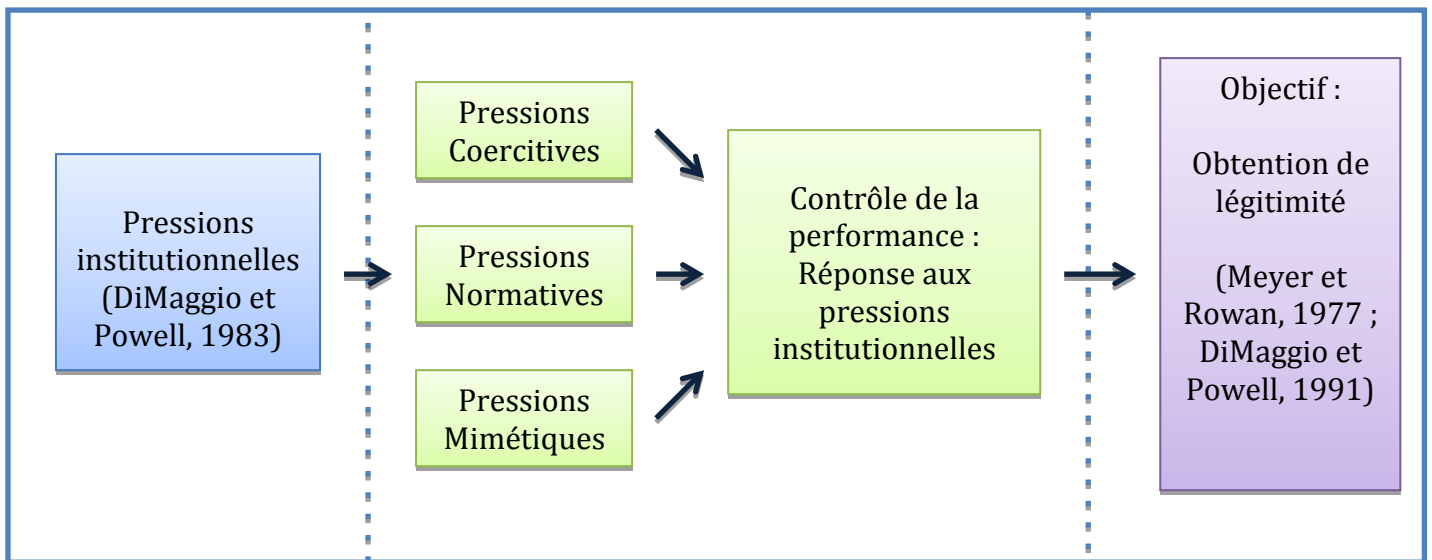 Pressions
institutionnelles
(DiMaggio et
Powell, 1983)
Pressions
Coercitives
Pressions
Normatives
Pressions
Mimétiques
Contrôle de la
performance :
Réponse aux
pressions
institutionnelles
Objectif :
Obtention de
légitimité
(Meyer et
Rowan, 1977 ;
DiMaggio et
Powell, 1991)